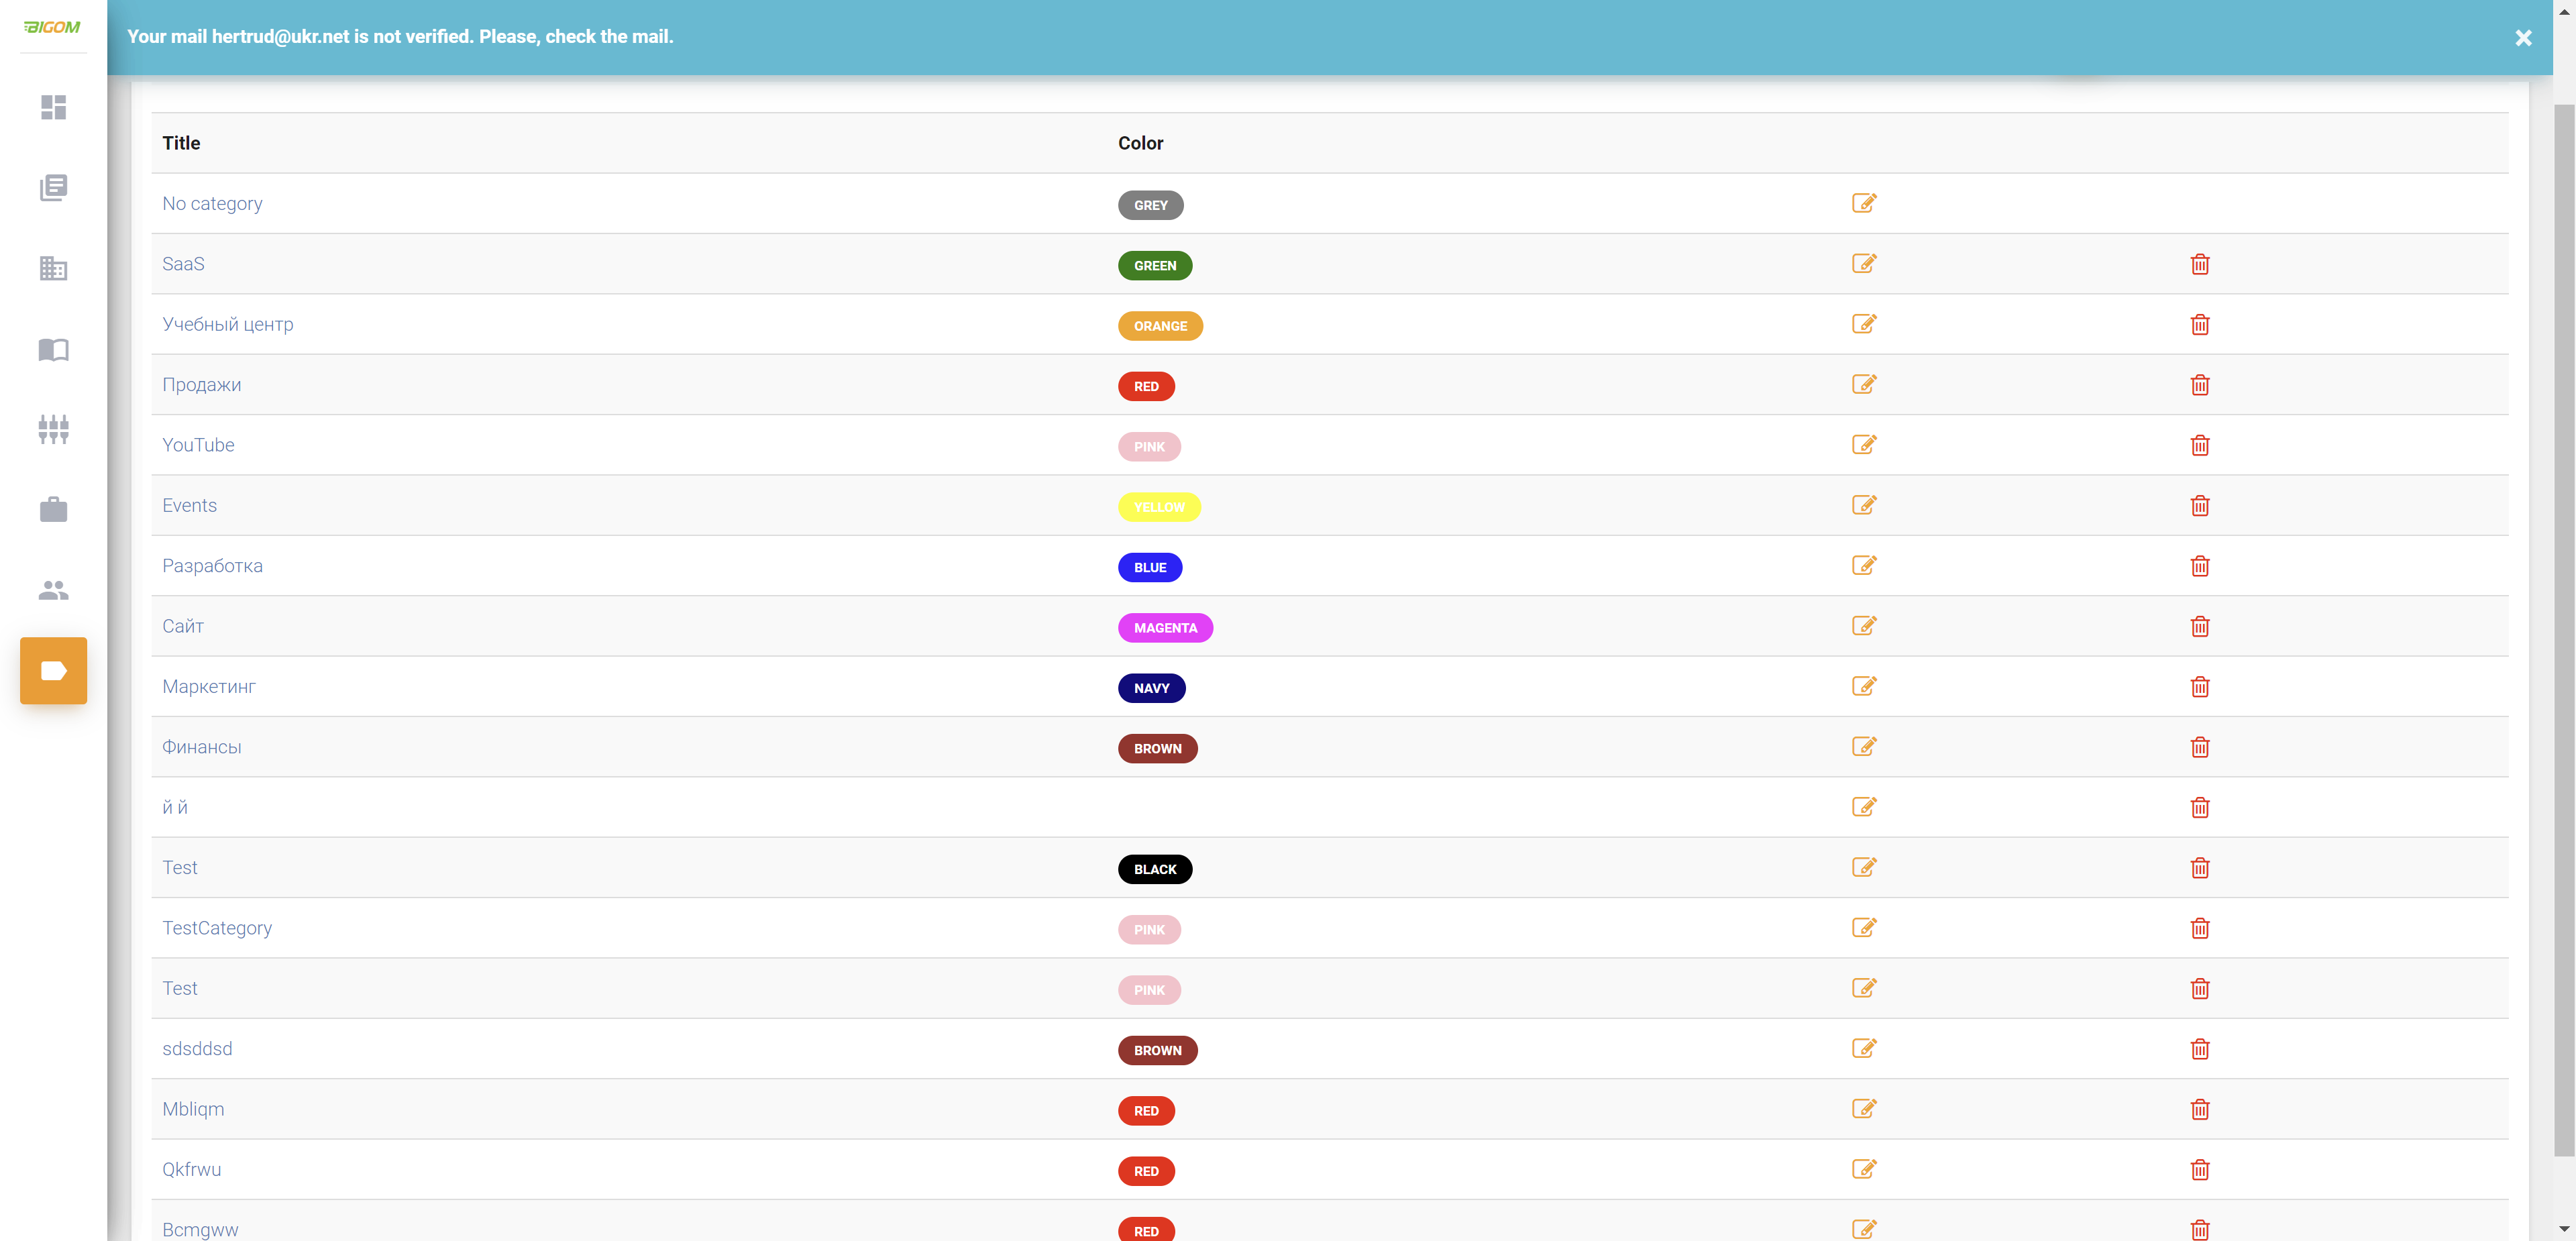 BIGOM
Your mail hertrud@ukr.net is not verified. Please, check the mail.
Title Color
No category GREY
SaaS GREEN
Учебный центр ORANGE
Продажи RED
YouTube PINK
Events YELLOW
Разработка BLUE
Сайт MAGENTA
Маркетинг NAVY
Финансы BROWN
й й
Test BLACK
TestCategory PINK
Test PINK
sdsddsd BROWN
Mbliqm RED
Qkfrwu RED
Bcmgww RED